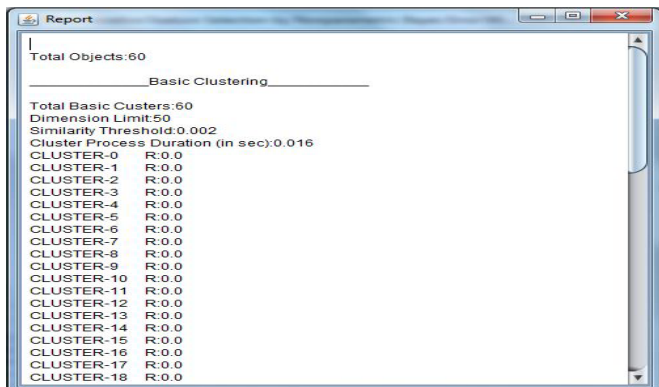 Report
Total Objects:60
_______________Basic Clustering_____________
Total Basic Custers:60
Dimension Limit:50
Similarity Threshold:0.002
Cluster Process Duration (in sec):0.016
CLUSTER-0 R:0.0
CLUSTER-1 R:0.0
CLUSTER-2 R:0.0
CLUSTER-3 R:0.0
CLUSTER-4 R:0.0
CLUSTER-5 R:0.0
CLUSTER-6 R:0.0
CLUSTER-7 R:0.0
CLUSTER-8 R:0.0
CLUSTER-9 R:0.0
CLUSTER-10 R:0.0
CLUSTER-11 R:0.0
CLUSTER-12 R:0.0
CLUSTER-13 R:0.0
CLUSTER-14 R:0.0
CLUSTER-15 R:0.0
CLUSTER-16 R:0.0
CLUSTER-17 R:0.0
CLUSTER-18 R:0.0